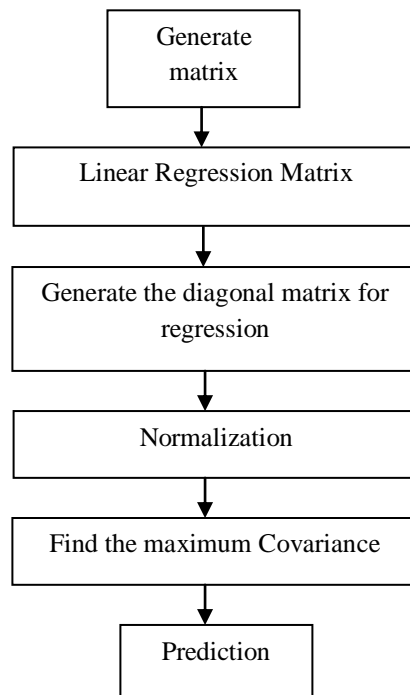 Generate
matrix
Linear Regression Matrix
Generate the diagonal matrix for
regression
Normalization
Find the maximum Covariance
Prediction